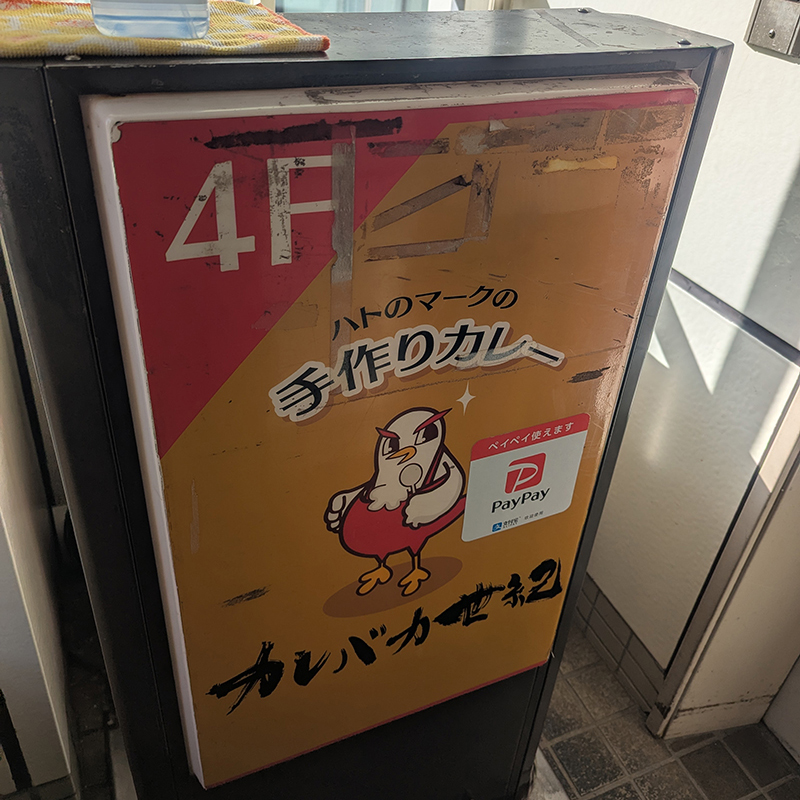 4F
ハトのマークの
手作りカレー
ペイペイ使えます
PayPay
カレバカ世紀